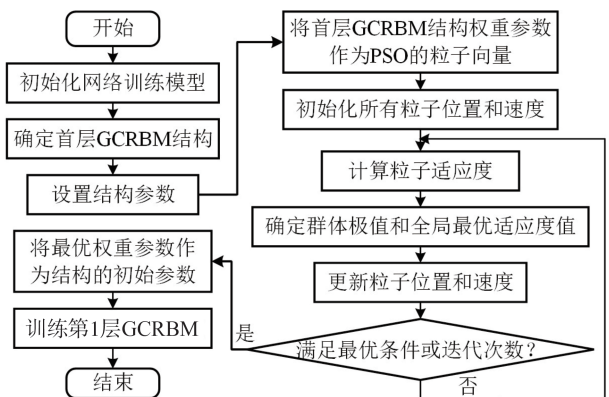 开始
初始化网络训练模型
确定首层GCRBM结构
设置结构参数
将首层GCRBM结构权重参数
作为PSO的粒子向量
初始化所有粒子位置和速度
计算粒子适应度
确定群体极值和全局最优适应度值
更新粒子位置和速度
满足最优条件或迭代次数?
是
否
将最优权重参数作
为结构的初始参数
训练第1层GCRBM
结束